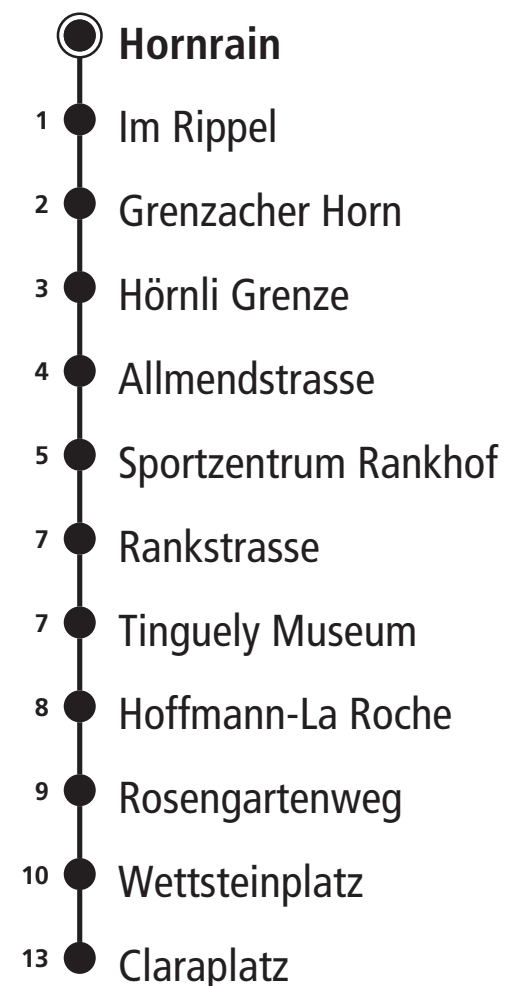 Hornrain
1 Im Rippel
2 Grenzacher Horn
3 Hörnli Grenze
4 Allmendstrasse
5 Sportzentrum Rankhof
7 Rankstrasse
7 Tinguely Museum
8 Hoffmann-La Roche
9 Rosengartenweg
10 Wettsteinplatz
13 Claraplatz